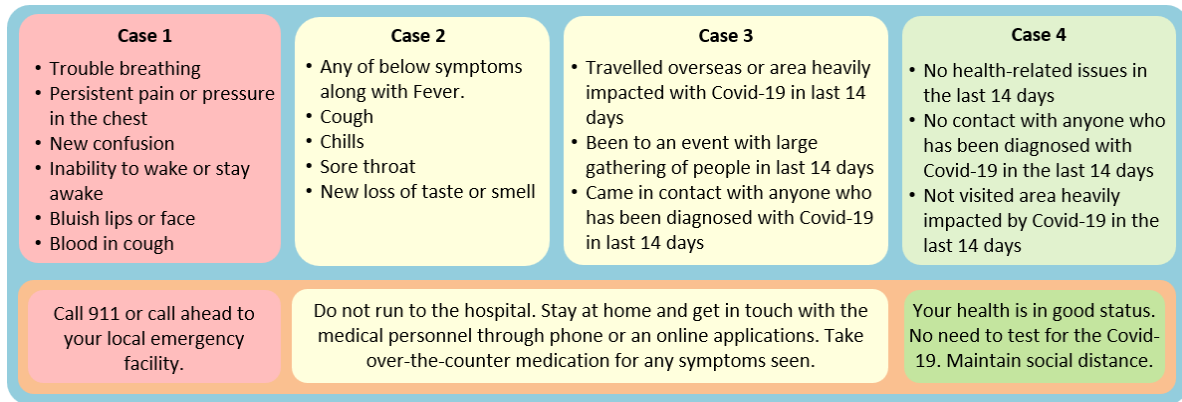 Case 1
• Trouble breathing
• Persistent pain or pressure
in the chest
• New confusion
• Inability to wake or stay
awake
• Bluish lips or face
• Blood in cough
Case 2
• Any of below symptoms
along with Fever.
• Cough
• Chills
• Sore throat
• New loss of taste or smell
Case 3
• Travelled overseas or area heavily
impacted with Covid-19 in last 14
days
• Been to an event with large
gathering of people in last 14 days
• Came in contact with anyone who
has been diagnosed with Covid-19
in last 14 days
Case 4
• No health-related issues in
the last 14 days
• No contact with anyone who
has been diagnosed with
Covid-19 in the last 14 days
• Not visited area heavily
impacted by Covid-19 in the
last 14 days
Call 911 or call ahead to
your local emergency
facility.
Do not run to the hospital. Stay at home and get in touch with the
medical personnel through phone or an online applications. Take
over-the-counter medication for any symptoms seen.
Your health is in good status.
No need to test for the Covid-
19. Maintain social distance.